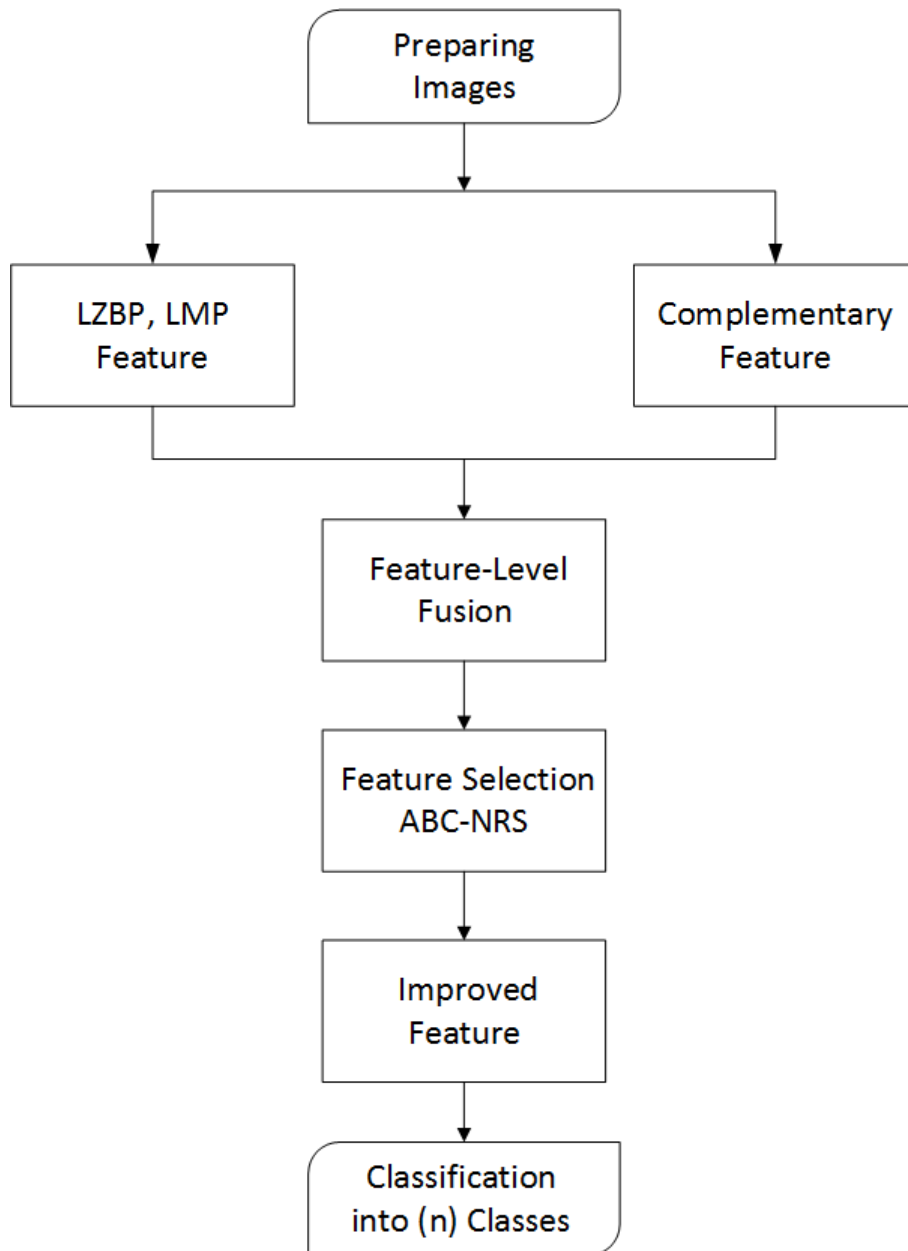 Preparing
Images
LZBP, LMP
Feature
Complementary
Feature
Feature-Level
Fusion
Feature Selection
ABC-NRS
Improved
Feature
Classification
into (n) Classes